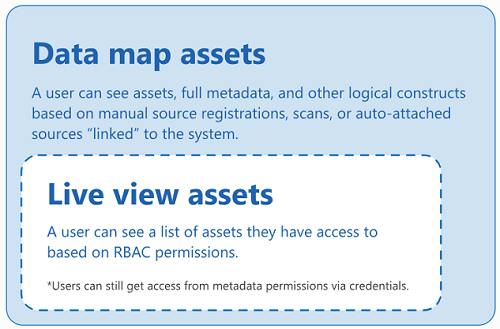 Data map assets
A user can see assets, full metadata, and other logical constructs
based on manual source registrations, scans, or auto-attached
sources “linked” to the system.
Live view assets
A user can see a list of assets they have access to
based on RBAC permissions.
*Users can still get access from metadata permissions via credentials.